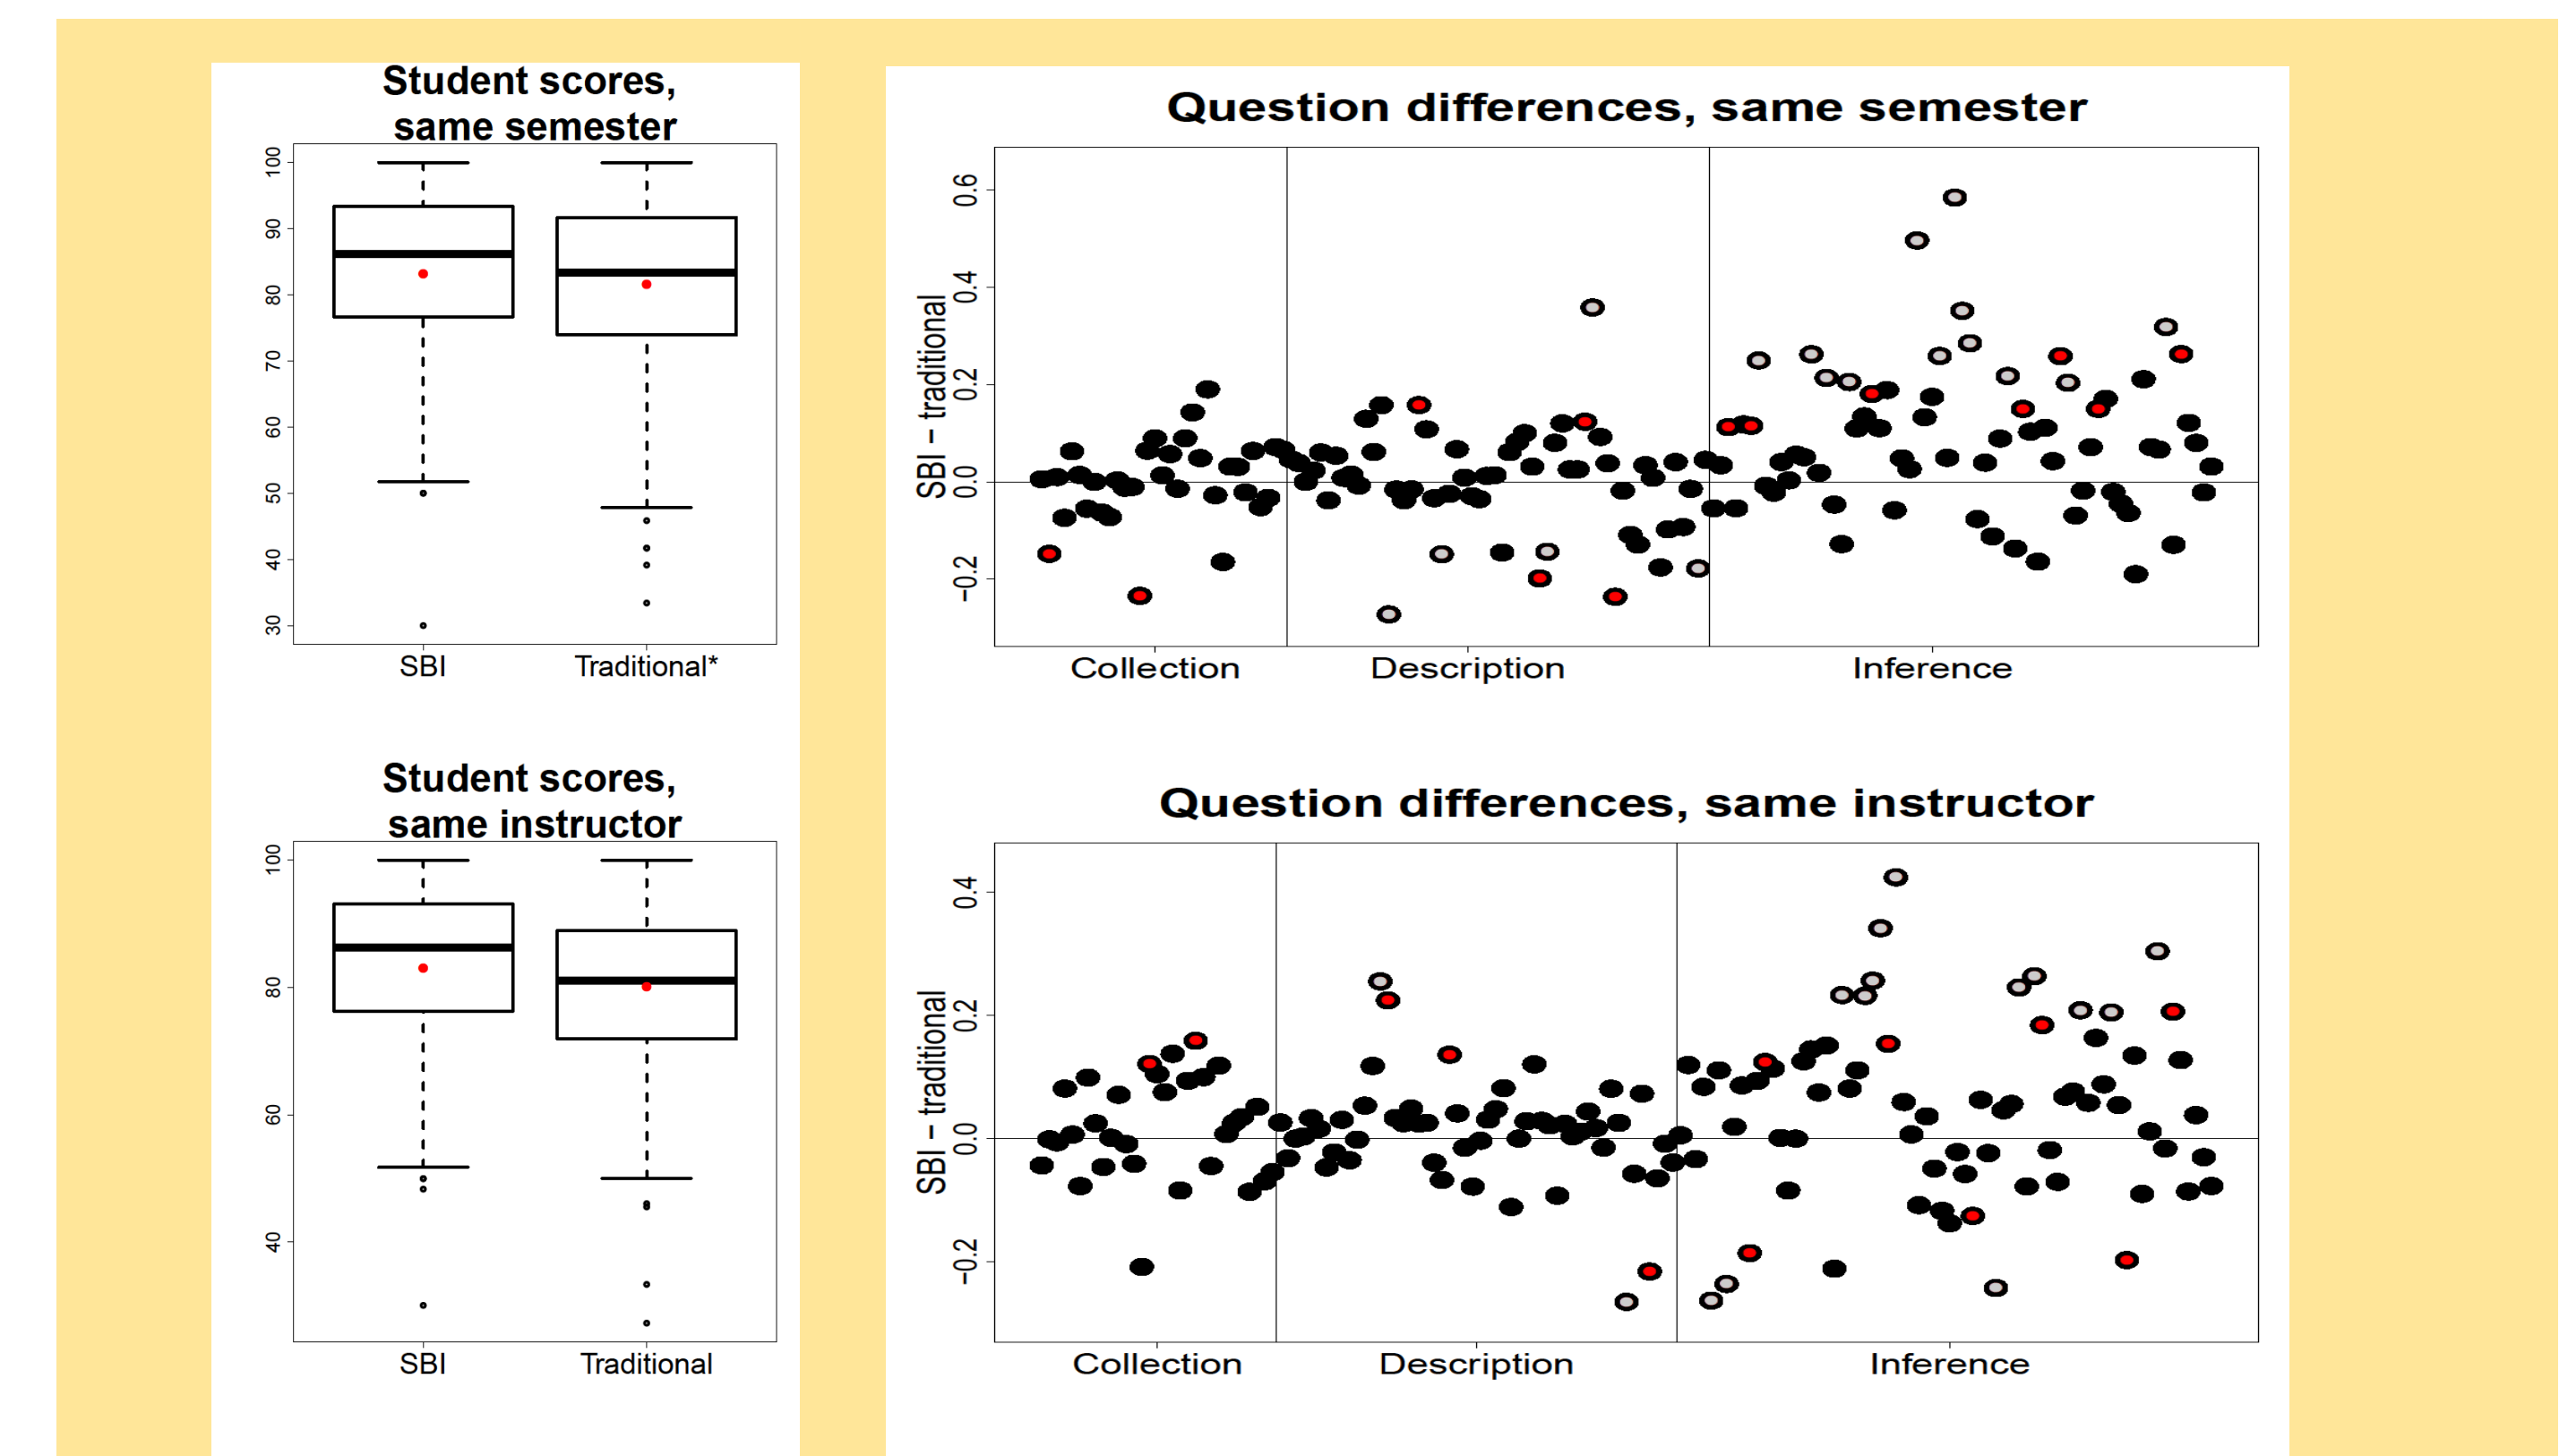 Student scores,
same semester
100
90
80
70
60
50
40
30
SBI
Traditional*
Question differences, same semester
SBI − traditional
0.6
0.4
0.2
0.0
−0.2
Collection
Description
Inference
Student scores,
same instructor
100
80
60
40
SBI
Traditional
Question differences, same instructor
SBI − traditional
0.4
0.2
0.0
−0.2
Collection
Description
Inference